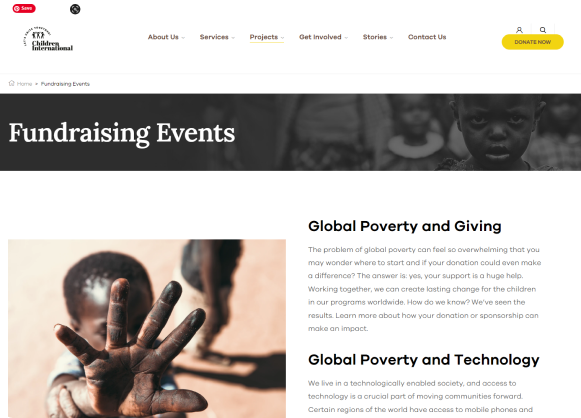 Save
Children
International
About Us
Services
Projects
Get Involved
Stories
Contact Us
DONATE NOW
Home » Fundraising Events
Fundraising Events
Global Poverty and Giving
The problem of global poverty can feel so overwhelming that you
may wonder where to start and if your donation could even make
a difference? The answer is: yes, your support is a huge help.
Working together, we can create lasting change for the children
in our programs worldwide. How do we know? We've seen the
results. Learn more about how your donation or sponsorship can
make an impact.
Global Poverty and Technology
We live in a technologically enabled society, and access to
technology is a crucial part of moving communities forward.
Certain regions of the world have access to mobile phones and